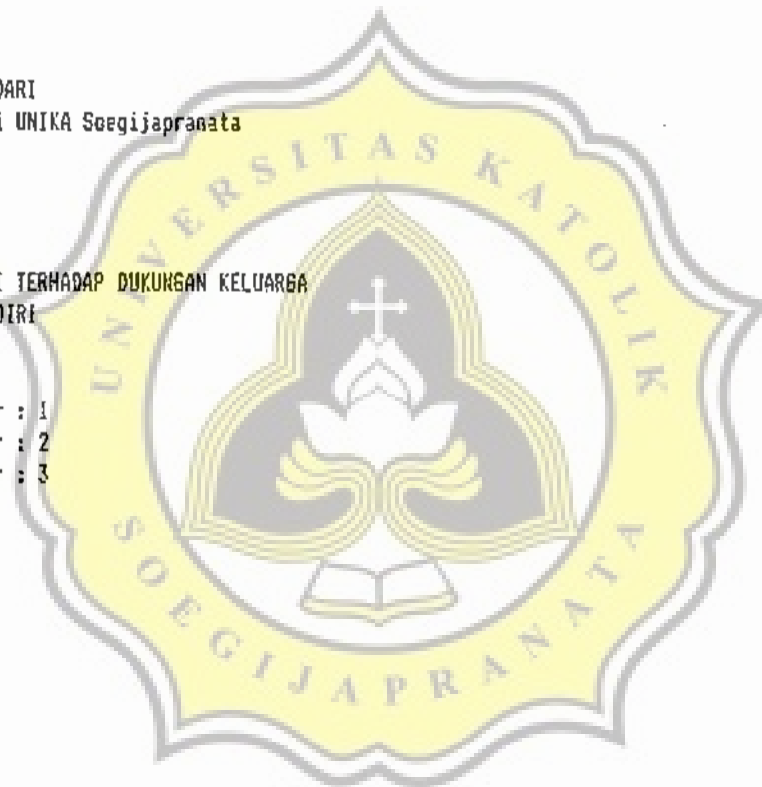 DARI
i UNIKA Soegijapranata
I TERHADAP DUKUNGAN KELUARGA
DIRI
r : 1
r : 2
r : 3
UNIVERSITAS KATOLIK
SOEGIJAPRANATA